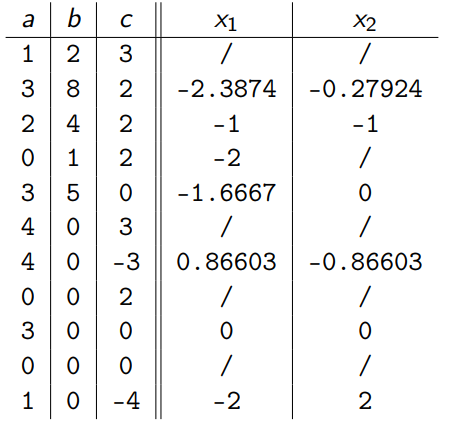 a b c x₁ x₂
1 2 3 / /
3 8 2 -2.3874 -0.27924
2 4 2 -1 -1
0 1 2 -2 /
3 5 0 -1.6667 0
4 0 3 / /
4 0 -3 0.86603 -0.86603
0 0 2 / /
3 0 0 0 0
0 0 0 / /
1 0 -4 -2 2